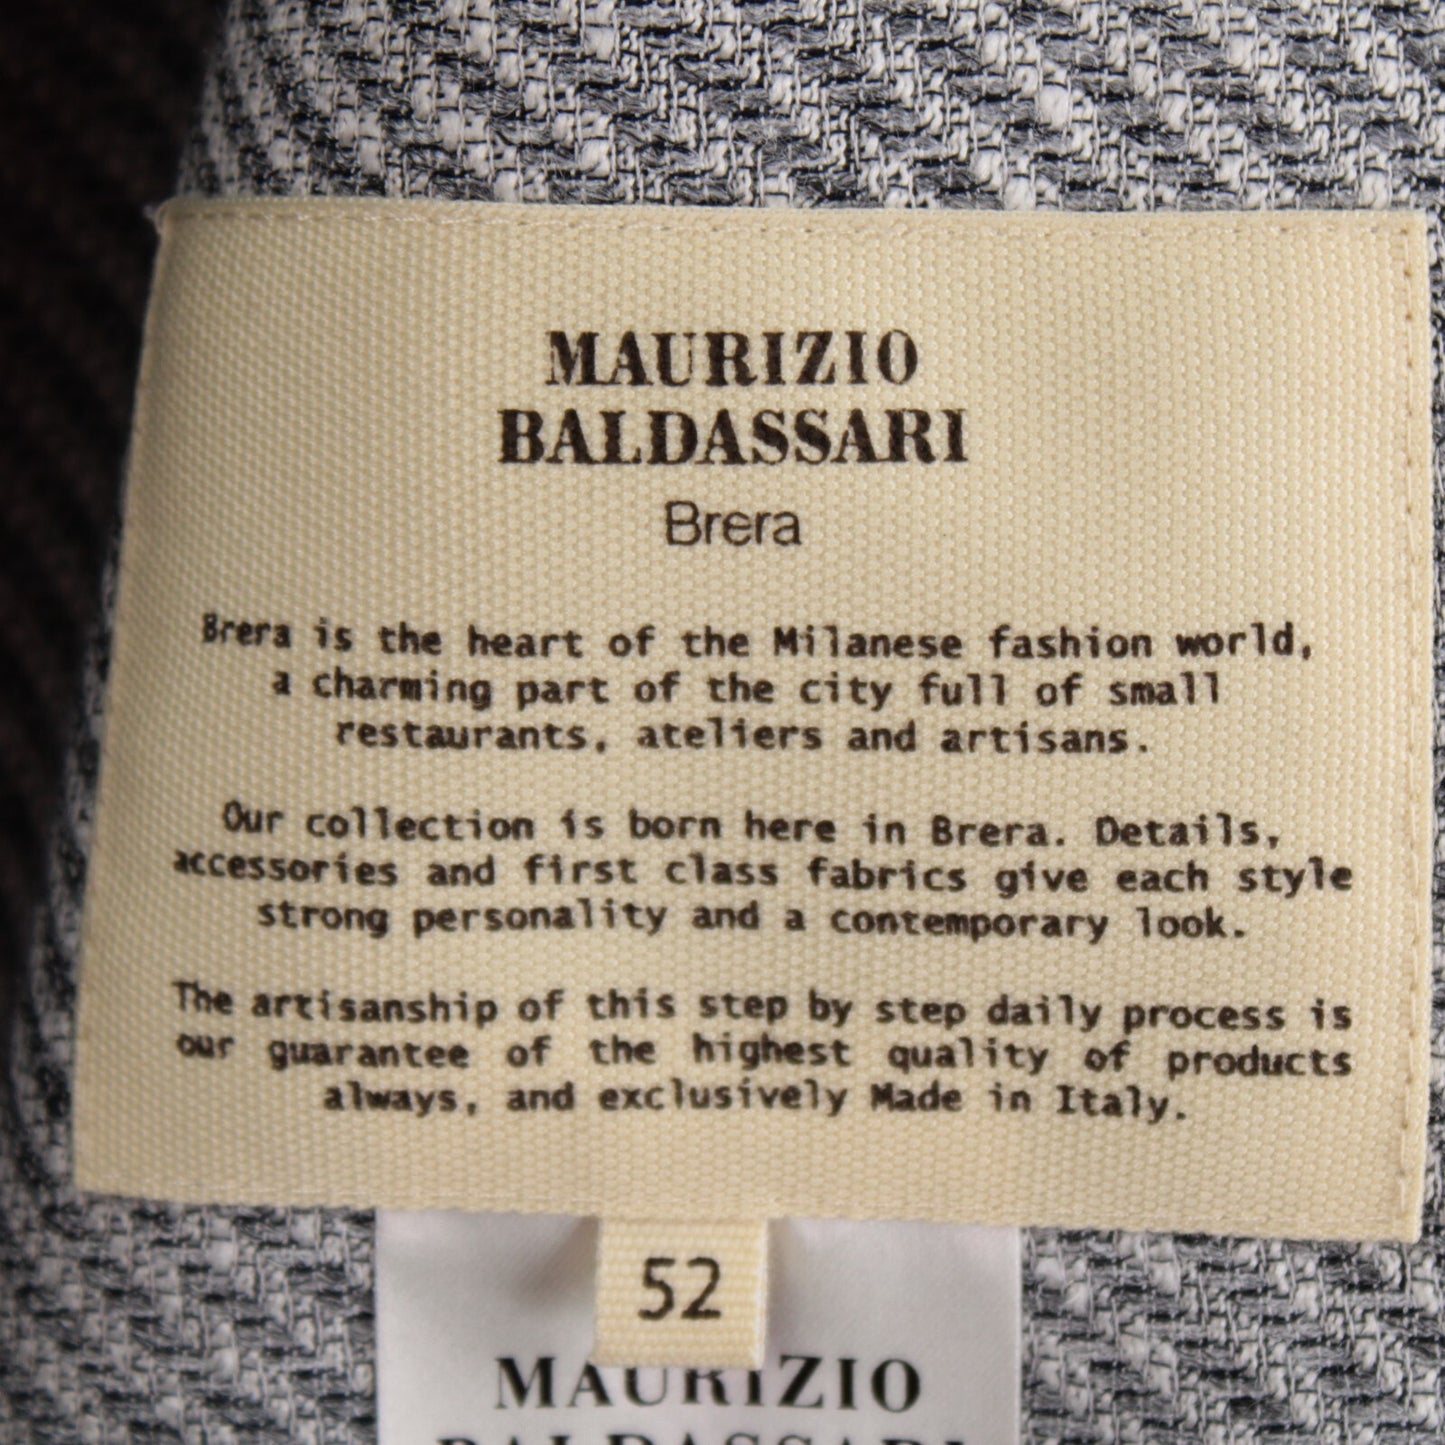 MAURIZIO
BALDASSARI
Brera
Brera is the heart of the Milanese fashion world,
a charming part of the city full of small
restaurants, ateliers and artisans.
Our collection is born here in Brera. Details,
accessories and first class fabrics give each style
strong personality and a contemporary look.
The artisanship of this step by step daily process is
our guarantee of the highest quality of products
always, and exclusively Made in Italy.
52
MAURIZIO
BALDASSARI